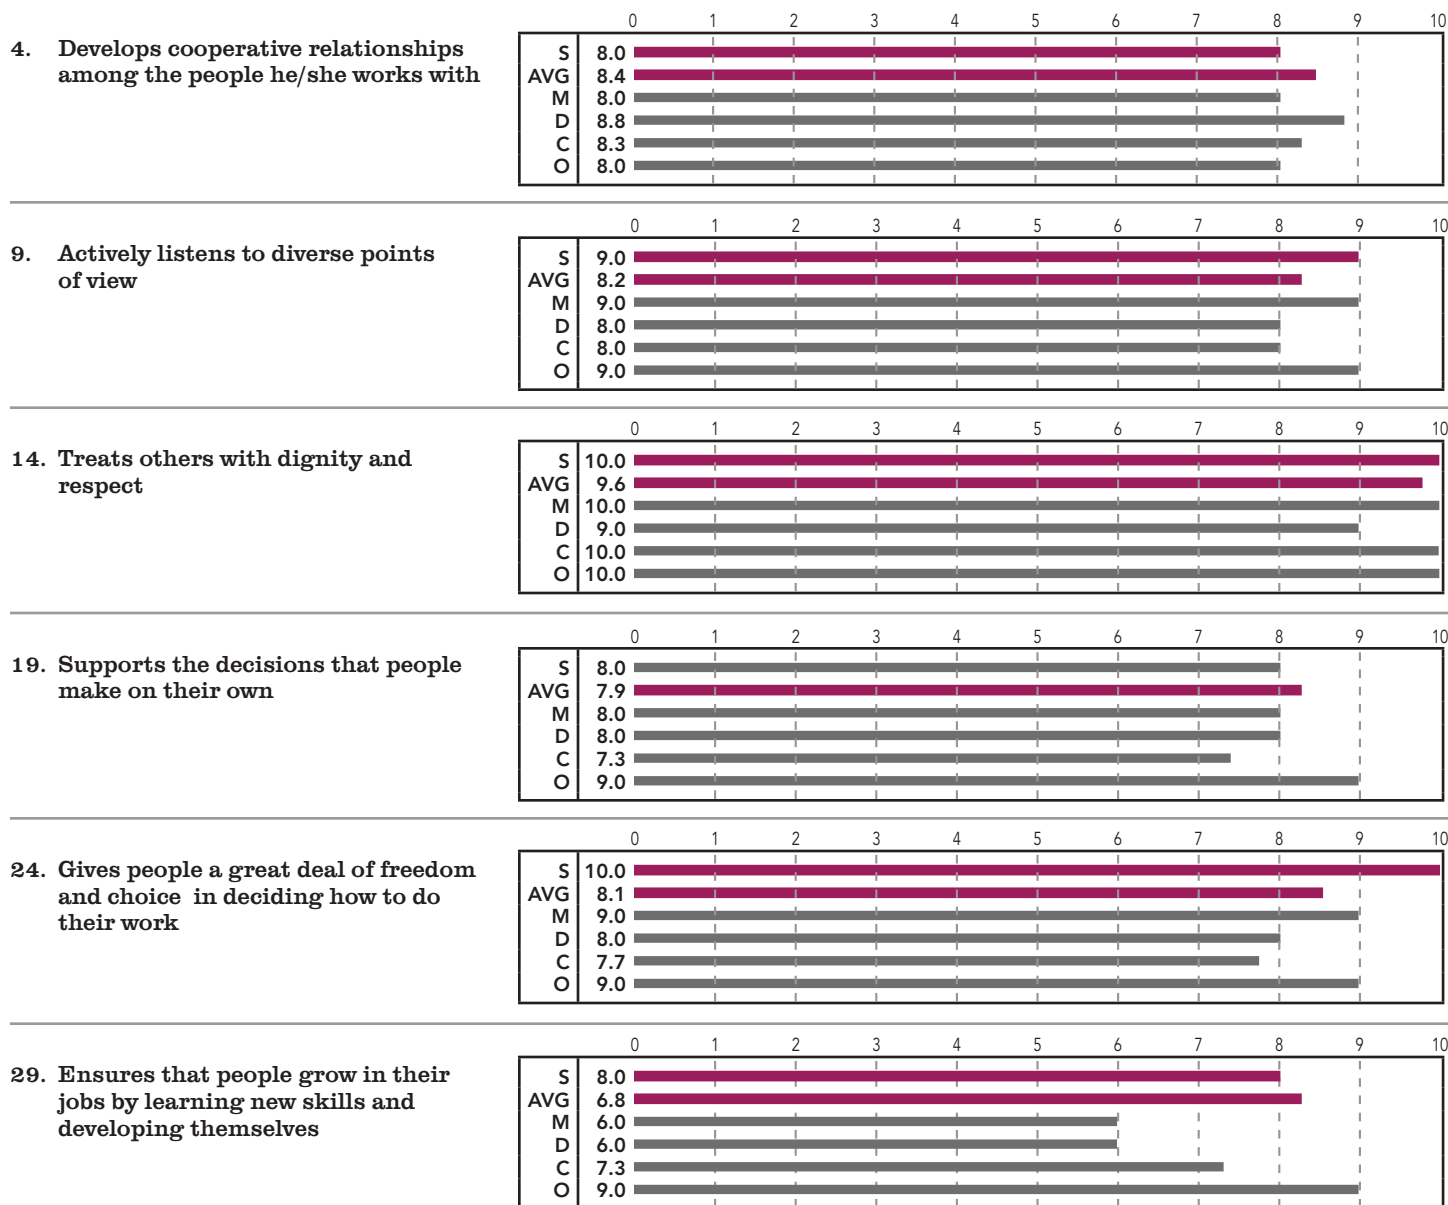 0 1 2 3 4 5 6 7 8 9 10
4. Develops cooperative relationships
among the people he/she works with
S 8.0
AVG 8.4
M 8.0
D 8.8
C 8.3
O 8.0
0 1 2 3 4 5 6 7 8 9 10
9. Actively listens to diverse points
of view
S 9.0
AVG 8.2
M 9.0
D 8.0
C 8.0
O 9.0
0 1 2 3 4 5 6 7 8 9 10
14. Treats others with dignity and
respect
S 10.0
AVG 9.6
M 10.0
D 9.0
C 10.0
O 10.0
0 1 2 3 4 5 6 7 8 9 10
19. Supports the decisions that people
make on their own
S 8.0
AVG 7.9
M 8.0
D 8.0
C 7.3
O 9.0
0 1 2 3 4 5 6 7 8 9 10
24. Gives people a great deal of freedom
and choice in deciding how to do
their work
S 10.0
AVG 8.1
M 9.0
D 8.0
C 7.7
O 9.0
0 1 2 3 4 5 6 7 8 9 10
29. Ensures that people grow in their
jobs by learning new skills and
developing themselves
S 8.0
AVG 6.8
M 6.0
D 6.0
C 7.3
O 9.0